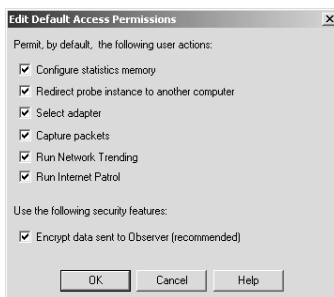 Edit Default Access Permissions
Permit, by default, the following user actions:
Configure statistics memory
Redirect probe instance to another computer
Select adapter
Capture packets
Run Network Trending
Run Internet Patrol
Use the following security features:
Encrypt data sent to Observer (recommended)
OK Cancel Help